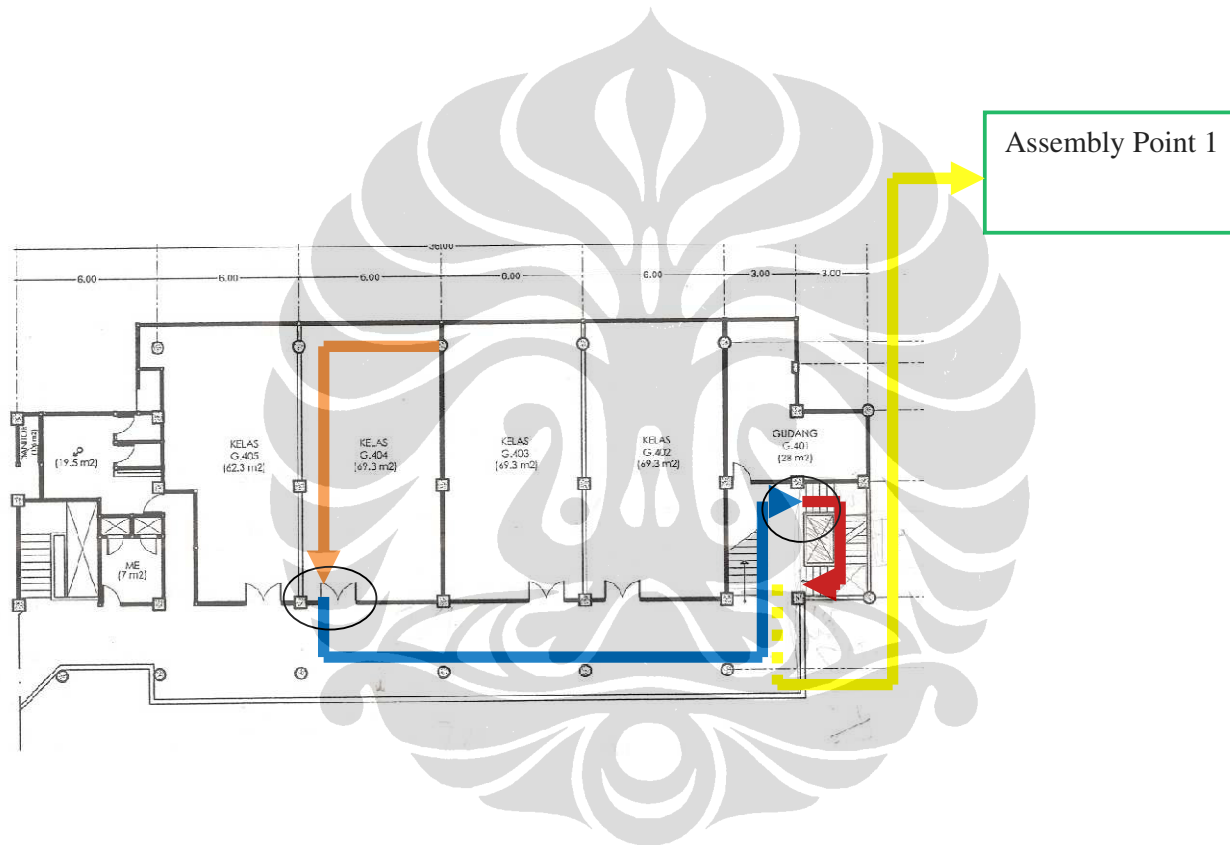 Assembly Point 1
36.00
6.00
6.00
6.00
6.00
6.00
3.00
3.00
(19.5 m2)
ME
(7 m2)
KELAS
G.405
(62.3 m2)
KELAS
G.404
(69.3 m2)
KELAS
G.403
(69.3 m2)
KELAS
G.402
(69.3 m2)
GUDANG
G.401
(28 m2)